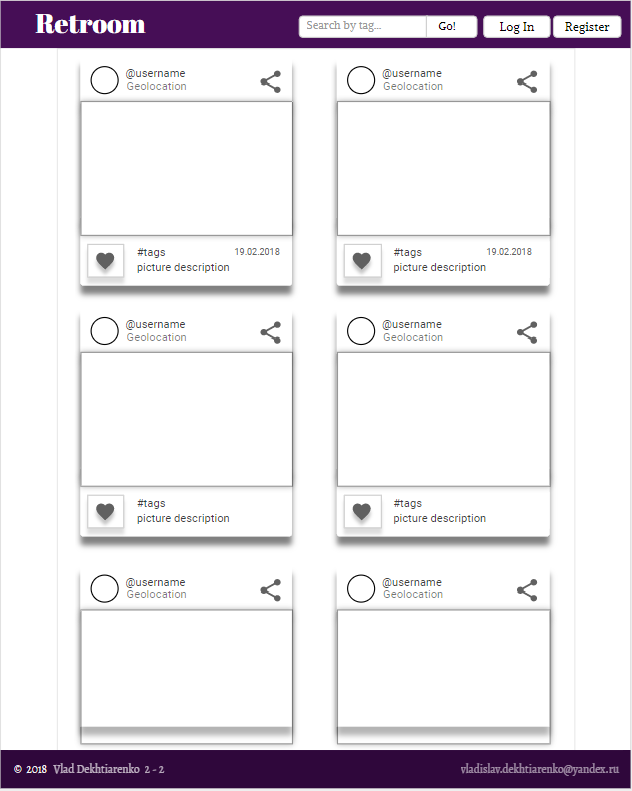 Retroom
Search by tag...
Go!
Log In
Register
@username
Geolocation
#tags
19.02.2018
picture description
@username
Geolocation
#tags
19.02.2018
picture description
@username
Geolocation
#tags
picture description
@username
Geolocation
#tags
picture description
@username
Geolocation
@username
Geolocation
© 2018 Vlad Dekhtiarenko 2 - 2
vladislav.dekhtiarenko@yandex.ru